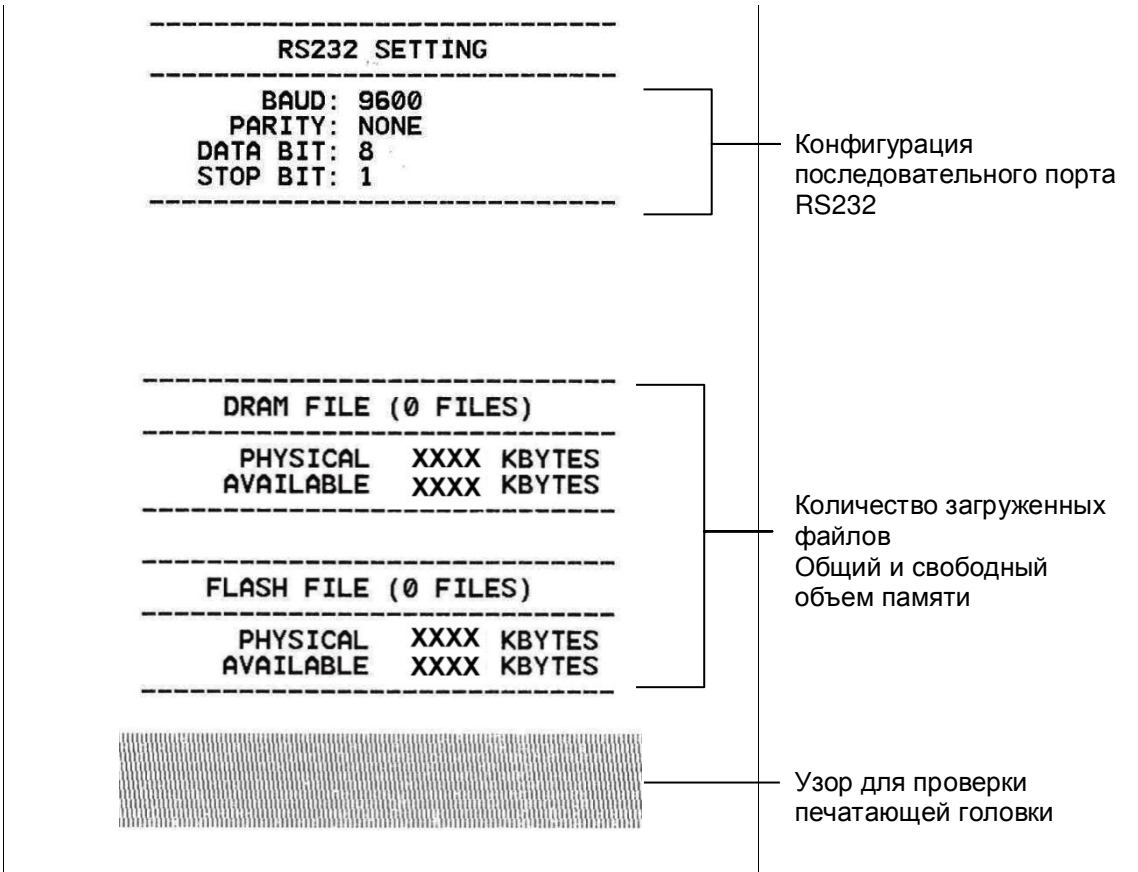 RS232 SETTING
BAUD: 9600
PARITY: NONE
DATA BIT: 8
STOP BIT: 1
Конфигурация
последовательного порта
RS232
DRAM FILE (0 FILES)
PHYSICAL XXXX KBYTES
AVAILABLE XXXX KBYTES
FLASH FILE (0 FILES)
PHYSICAL XXXX KBYTES
AVAILABLE XXXX KBYTES
Количество загруженных
файлов
Общий и свободный
объем памяти
Узор для проверки
печатающей головки